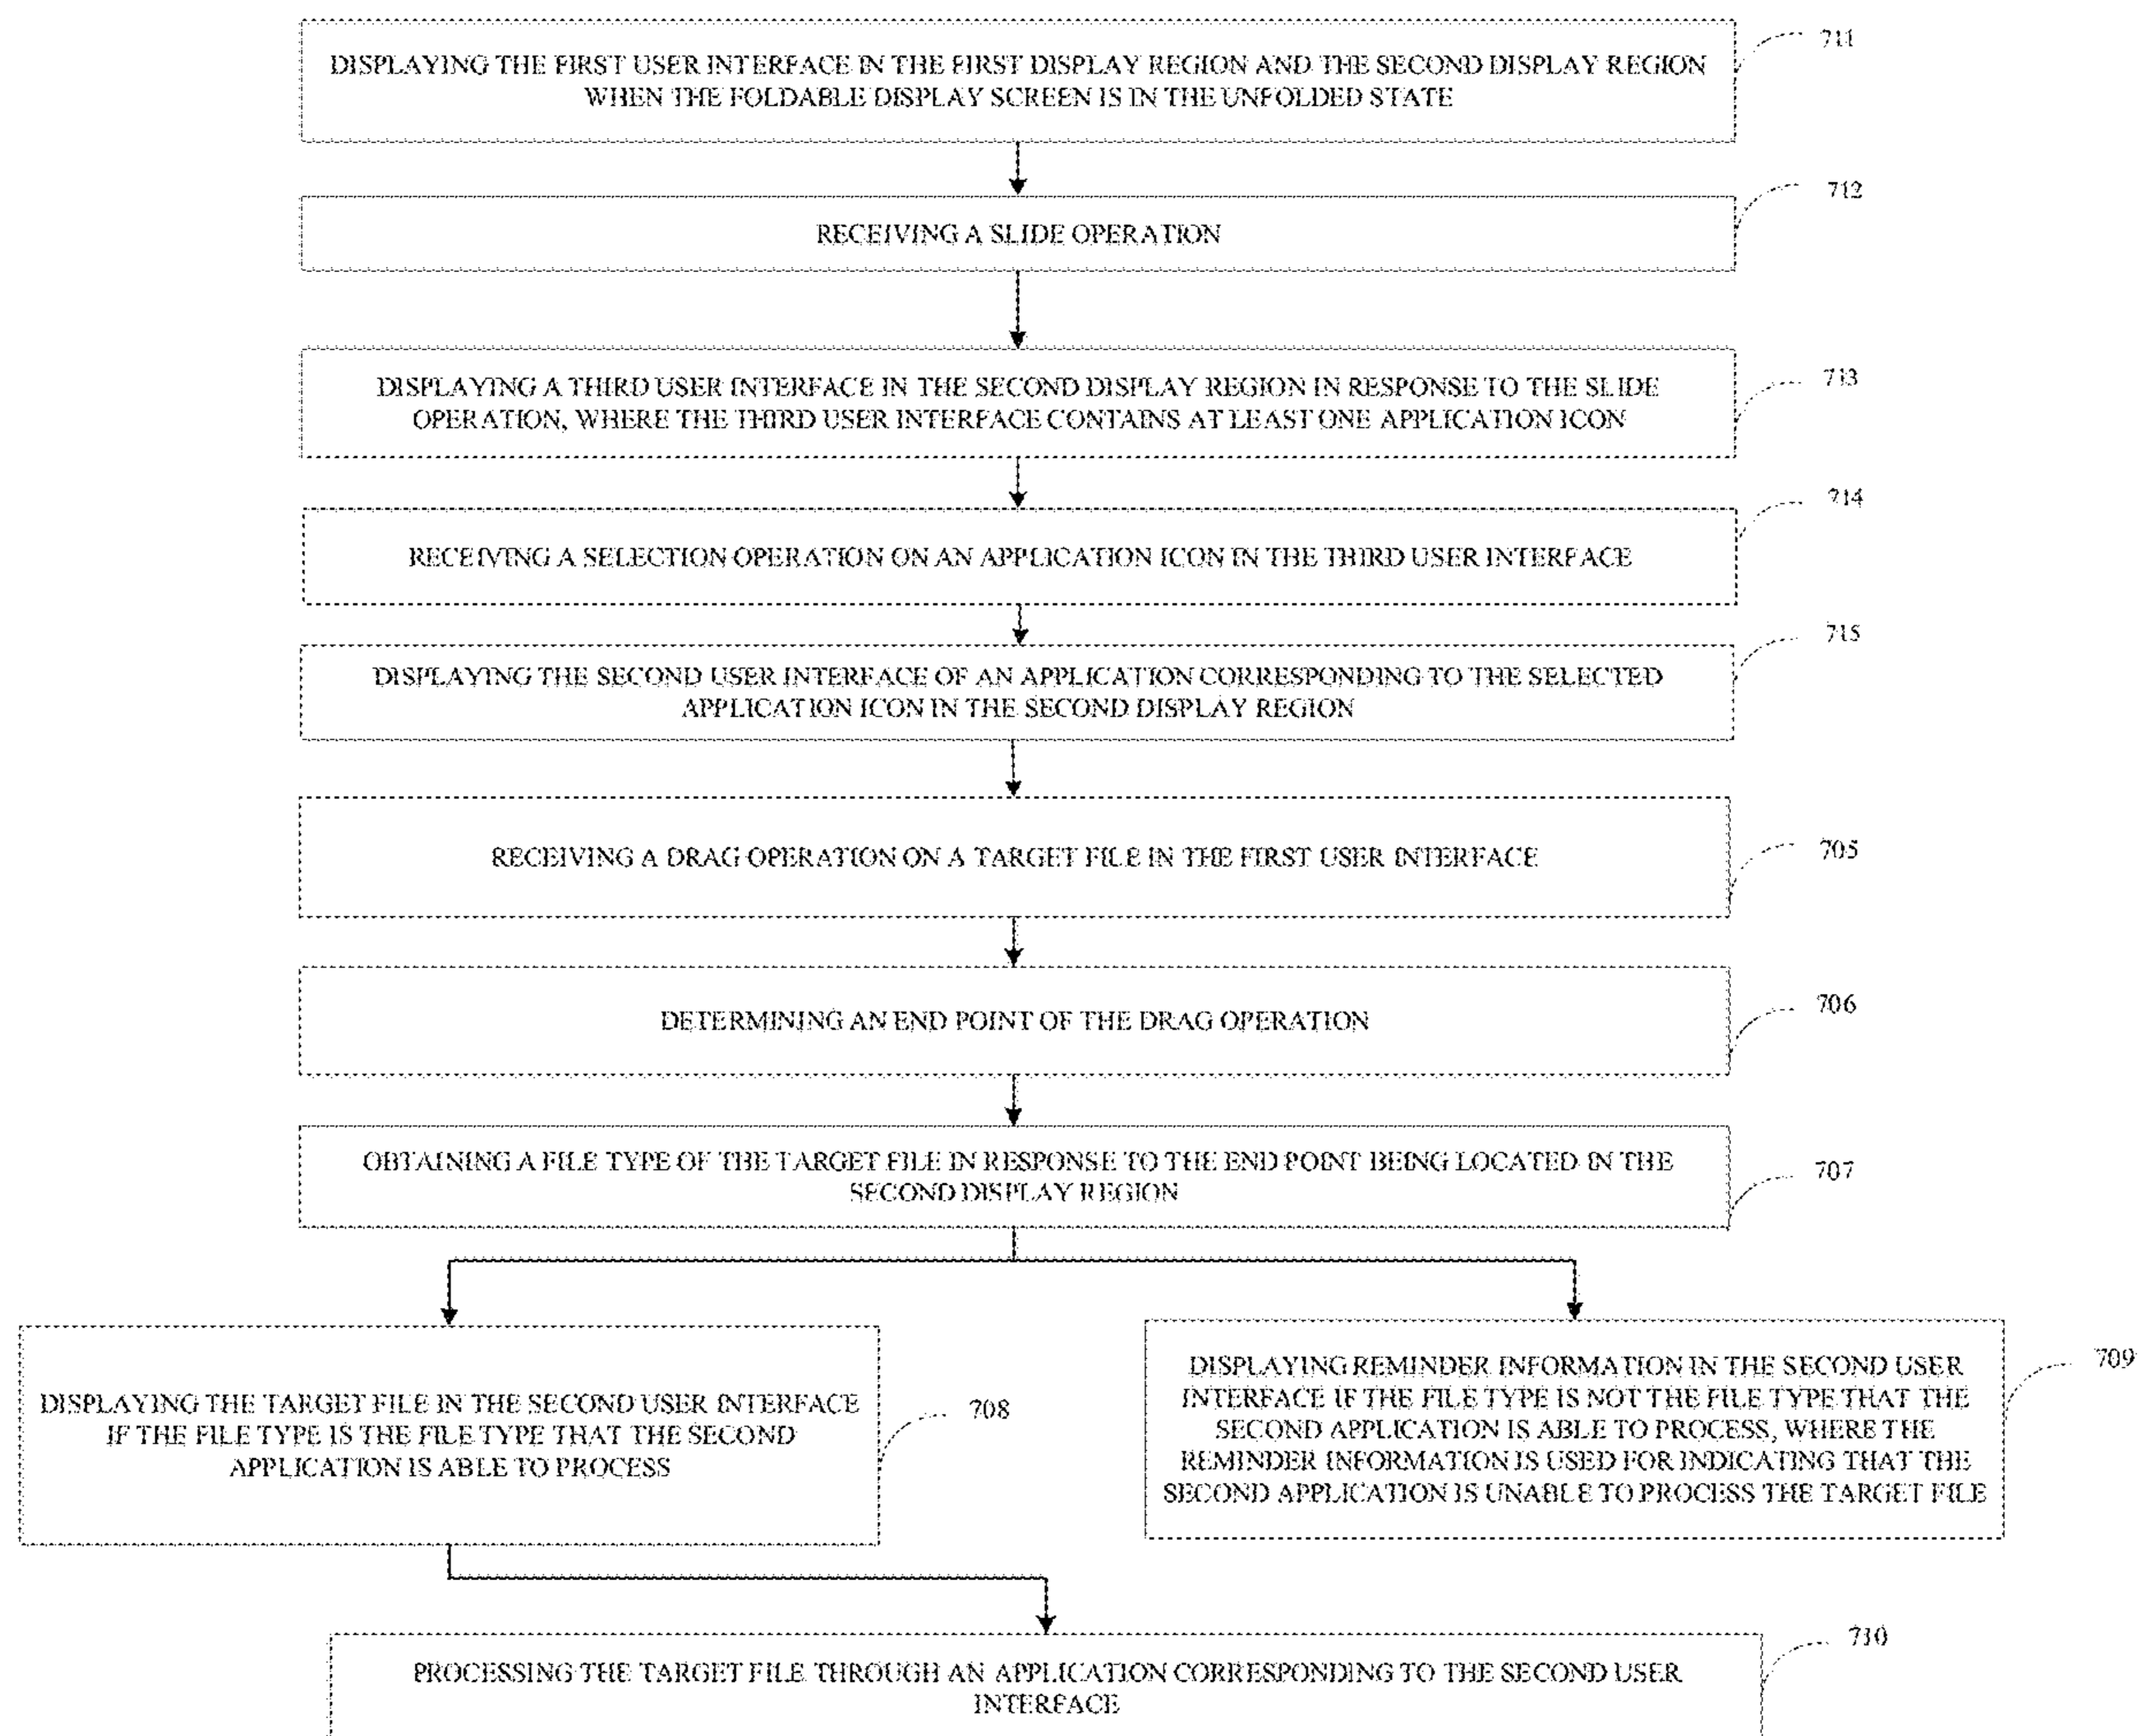 DISPLAYING THE FIRST USER INTERFACE IN THE FIRST DISPLAY REGION AND THE SECOND DISPLAY REGION
WHEN THE FOLDABLE DISPLAY SCREEN IS IN THE UNFOLDED STATE
711
RECEIVING A SLIDE OPERATION
712
DISPLAYING A THIRD USER INTERFACE IN THE SECOND DISPLAY REGION IN RESPONSE TO THE SLIDE
OPERATION, WHERE THE THIRD USER INTERFACE CONTAINS AT LEAST ONE APPLICATION ICON
713
RECEIVING A SELECTION OPERATION ON AN APPLICATION ICON IN THE THIRD USER INTERFACE
714
DISPLAYING THE SECOND USER INTERFACE OF AN APPLICATION CORRESPONDING TO THE SELECTED
APPLICATION ICON IN THE SECOND DISPLAY REGION
715
RECEIVING A DRAG OPERATION ON A TARGET FILE IN THE FIRST USER INTERFACE
705
DETERMINING AN END POINT OF THE DRAG OPERATION
706
OBTAINING A FILE TYPE OF THE TARGET FILE IN RESPONSE TO THE END POINT BEING LOCATED IN THE
SECOND DISPLAY REGION
707
DISPLAYING THE TARGET FILE IN THE SECOND USER INTERFACE
IF THE FILE TYPE IS THE FILE TYPE THAT THE SECOND
APPLICATION IS ABLE TO PROCESS
708
DISPLAYING REMINDER INFORMATION IN THE SECOND USER
INTERFACE IF THE FILE TYPE IS NOT THE FILE TYPE THAT THE
SECOND APPLICATION IS ABLE TO PROCESS, WHERE THE
REMINDER INFORMATION IS USED FOR INDICATING THAT THE
SECOND APPLICATION IS UNABLE TO PROCESS THE TARGET FILE
709
PROCESSING THE TARGET FILE THROUGH AN APPLICATION CORRESPONDING TO THE SECOND USER
INTERFACE
710